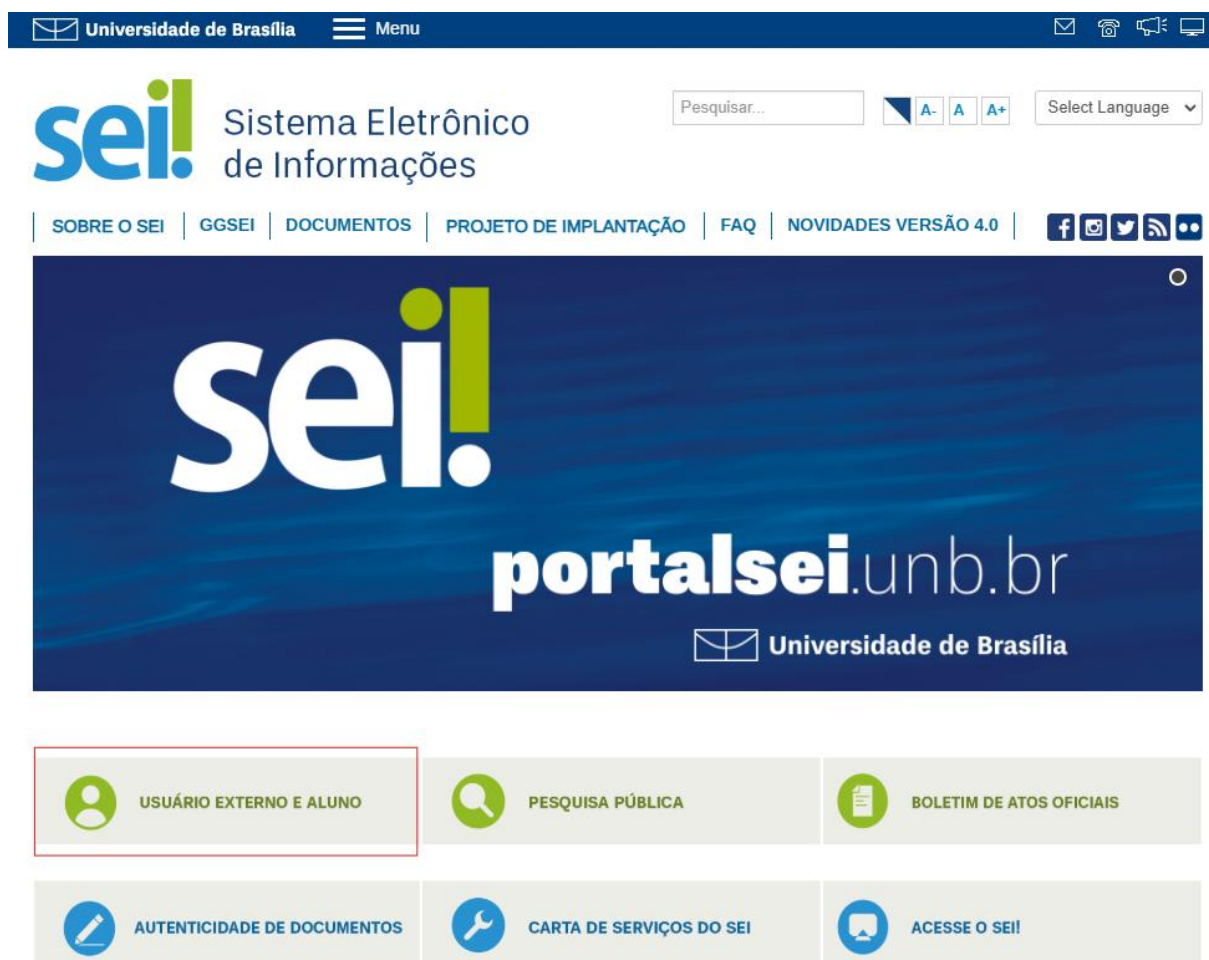 Universidade de Brasília Menu
sei!
Sistema Eletrônico
de Informações
Pesquisar...
A- A A+
Select Language
SOBRE O SEI GGSEI DOCUMENTOS PROJETO DE IMPLANTAÇÃO FAQ NOVIDADES VERSÃO 4.0
sei!
portalsei.unb.br
Universidade de Brasília
USUÁRIO EXTERNO E ALUNO PESQUISA PÚBLICA BOLETIM DE ATOS OFICIAIS
AUTENTICIDADE DE DOCUMENTOS CARTA DE SERVIÇOS DO SEI ACESSE O SEI!